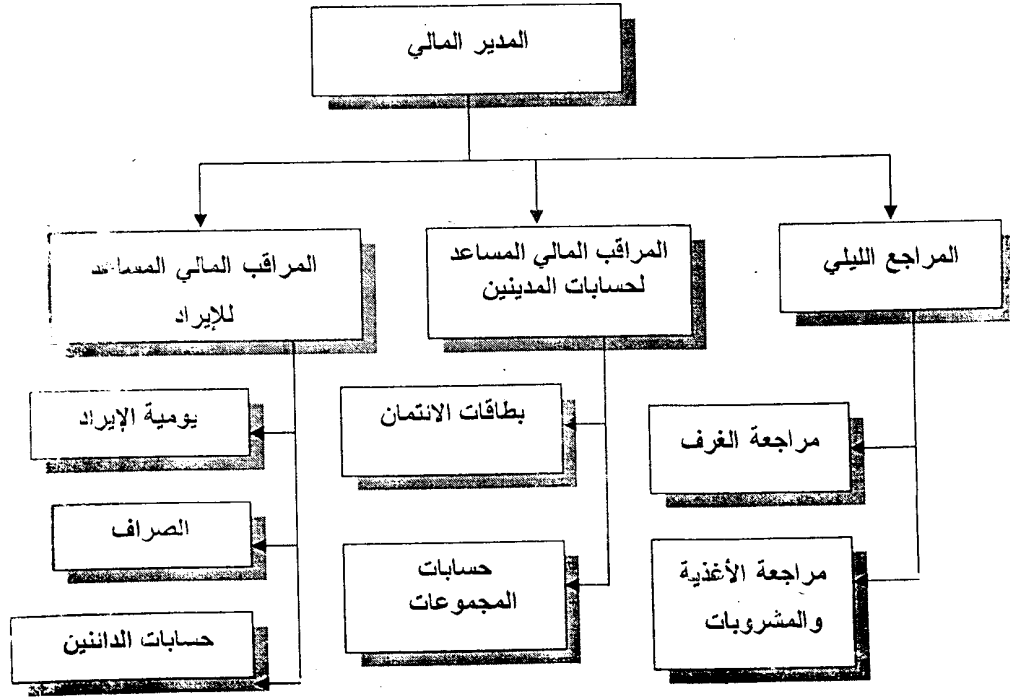 المدير المالي
المراجع الليلي
المراقب المالي المساعد
لحسابات المدينين
المراقب المالي المساعد
للإيراد
مراجعة الغرف
مراجعة الأغذية
والمشروبات
بطاقات الائتمان
حسابات
المجموعات
يومية الإيراد
الصراف
حسابات الدائنين